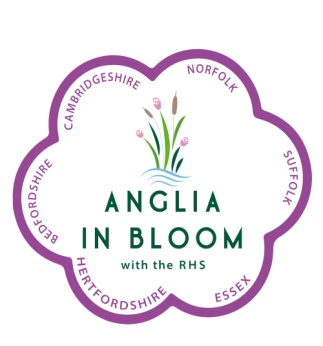 CAMBRIDGESHIRE
NORFOLK
SUFFOLK
BEDFORDSHIRE
ANGLIA
IN BLOOM
with the RHS
HERTFORDSHIRE
ESSEX